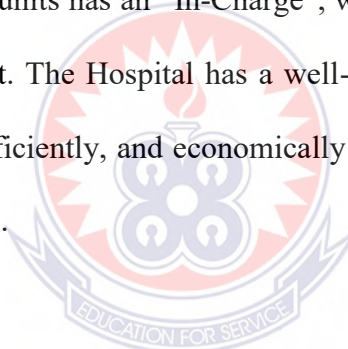 units has an "In-Charge", w
t. The Hospital has a well-
ficiently, and economically
.
EDUCATION FOR SERVICE